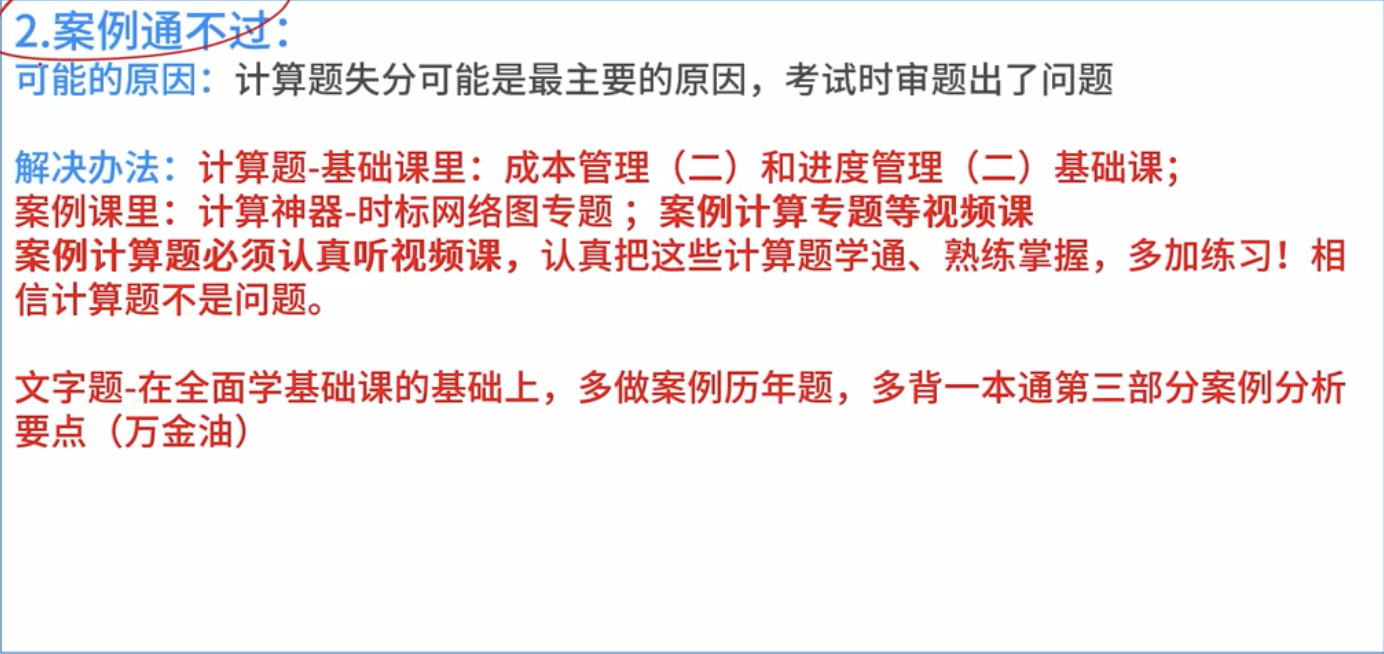 2.案例通不过：
可能的原因：计算题失分可能是最主要的原因，考试时审题出了问题
解决办法：计算题-基础课里：成本管理（二）和进度管理（二）基础课；
案例课里：计算神器-时标网络图专题 ；案例计算专题等视频课
案例计算题必须认真听视频课，认真把这些计算题学通、熟练掌握，多加练习！相
信计算题不是问题。
文字题-在全面学基础课的基础上，多做案例历年题，多背一本通第三部分案例分析
要点（万金油）